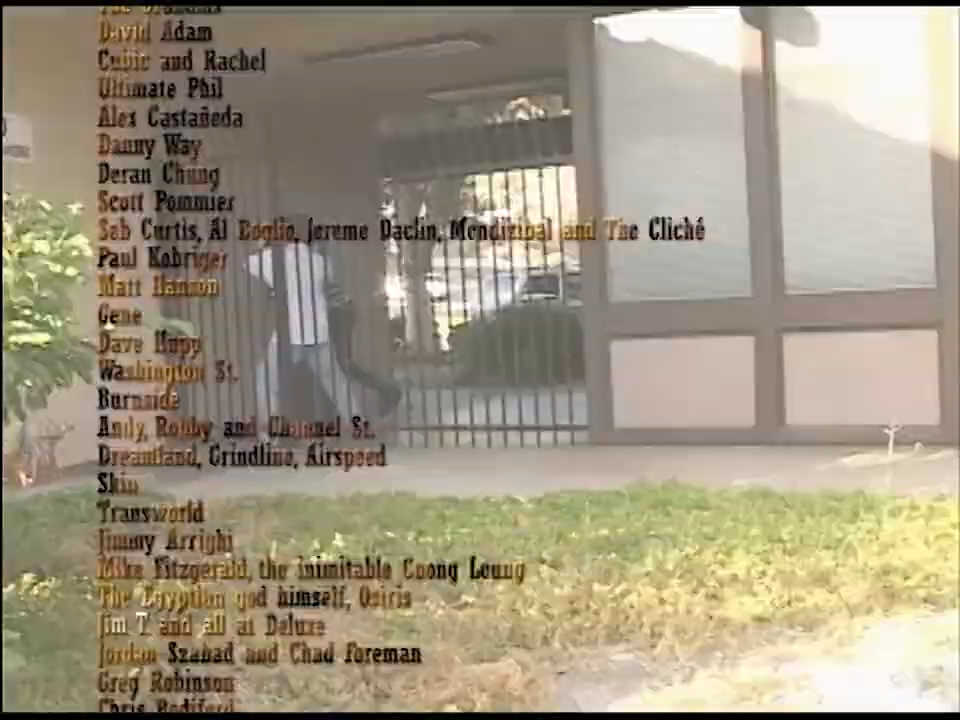 David Adam
Cubic and Rachel
Ultimate Phil
Alex Castañeda
Danny Way
Deran Chung
Scott Pommier
Seb Curtis, Al Boglio, Jereme Daclin, Mendizibal and The Cliché
Paul Kobriger
Matt Hanson
Gene
Dave Hupp
Washington St.
Burnside
Andy, Robby and Channel St.
Dreamland, Grindline, Airspeed
Skin
Transworld
Jimmy Arrighi
Mike Fitzgerald, the inimitable Cuong Leung
The Egyptian god himself, Osiris
Jim T. and all at Deluxe
Jordan Szabad and Chad Foreman
Greg Robinson
Chris